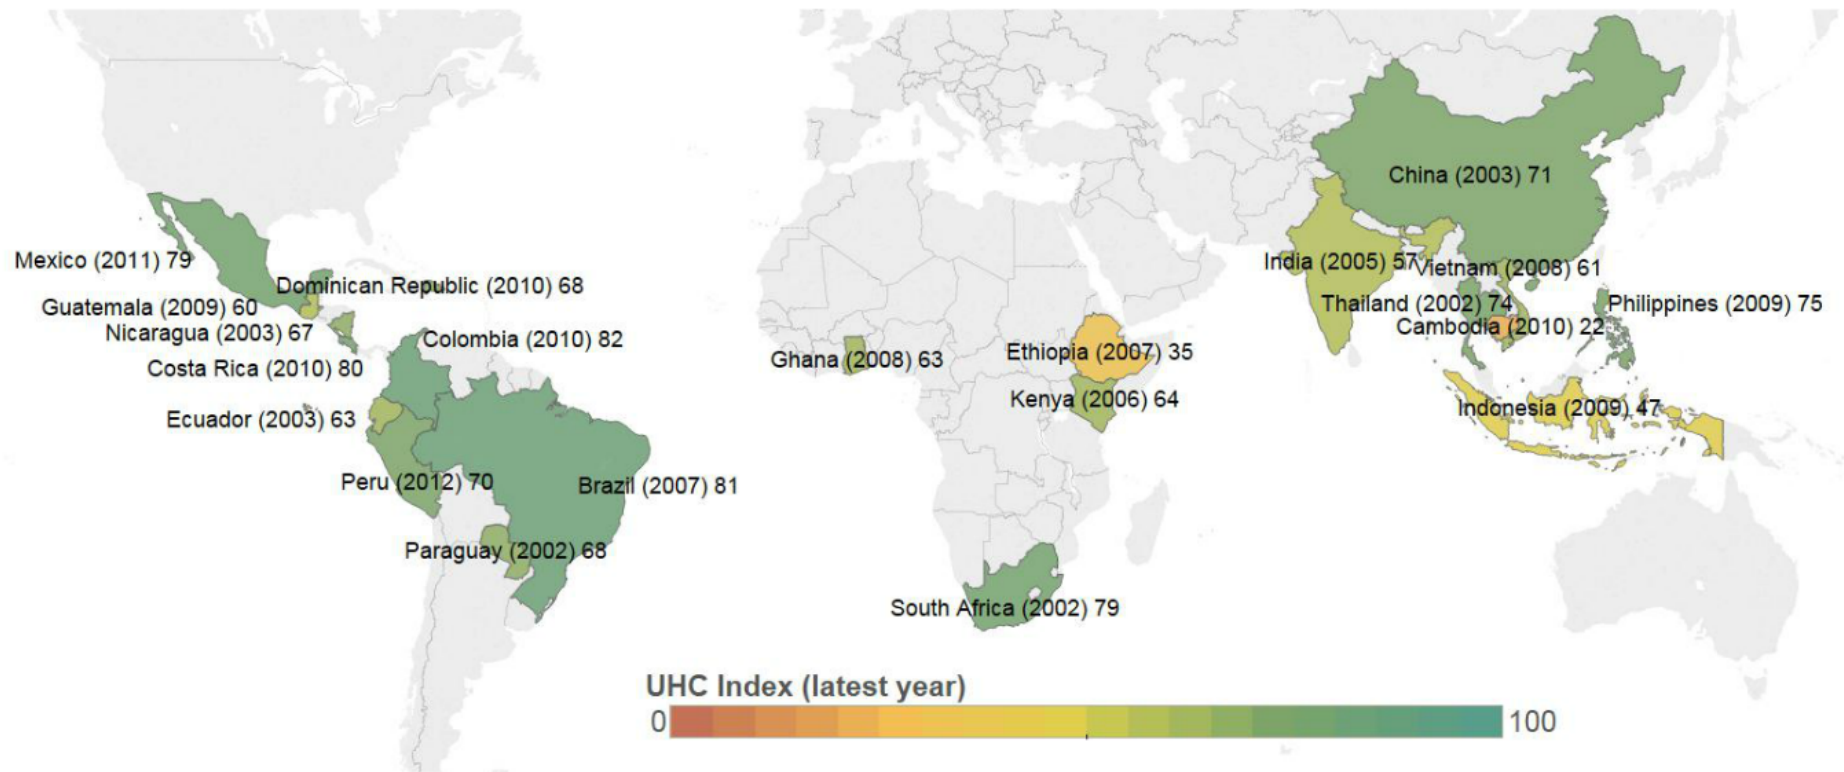 China (2003) 71
Mexico (2011) 79
India (2005) 57
Vietnam (2008) 61
Dominican Republic (2010) 68
Guatemala (2009) 60
Thailand (2002) 74
Philippines (2009) 75
Nicaragua (2003) 67
Cambodia (2010) 22
Colombia (2010) 82
Ghana (2008) 63
Ethiopia (2007) 35
Costa Rica (2010) 80
Kenya (2006) 64
Indonesia (2009) 47
Ecuador (2003) 63
Peru (2012) 70
Brazil (2007) 81
Paraguay (2002) 68
South Africa (2002) 79
UHC Index (latest year)
0
100